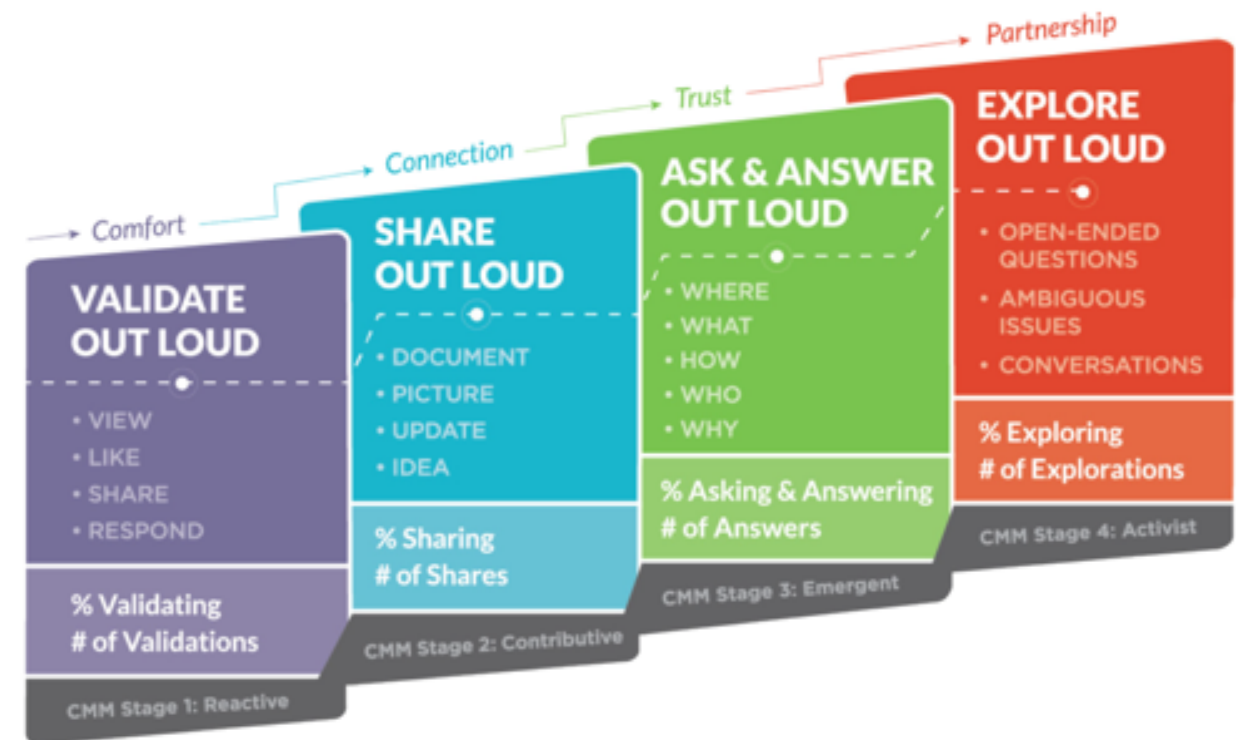 Comfort
VALIDATE
OUT LOUD
• VIEW
• LIKE
• SHARE
• RESPOND
% Validating
# of Validations
CMM Stage 1: Reactive
Connection
SHARE
OUT LOUD
• DOCUMENT
• PICTURE
• UPDATE
• IDEA
% Sharing
# of Shares
CMM Stage 2: Contributive
Trust
ASK & ANSWER
OUT LOUD
• WHERE
• WHAT
• HOW
• WHO
• WHY
% Asking & Answering
# of Answers
CMM Stage 3: Emergent
Partnership
EXPLORE
OUT LOUD
• OPEN-ENDED
QUESTIONS
• AMBIGUOUS
ISSUES
• CONVERSATIONS
% Exploring
# of Explorations
CMM Stage 4: Activist